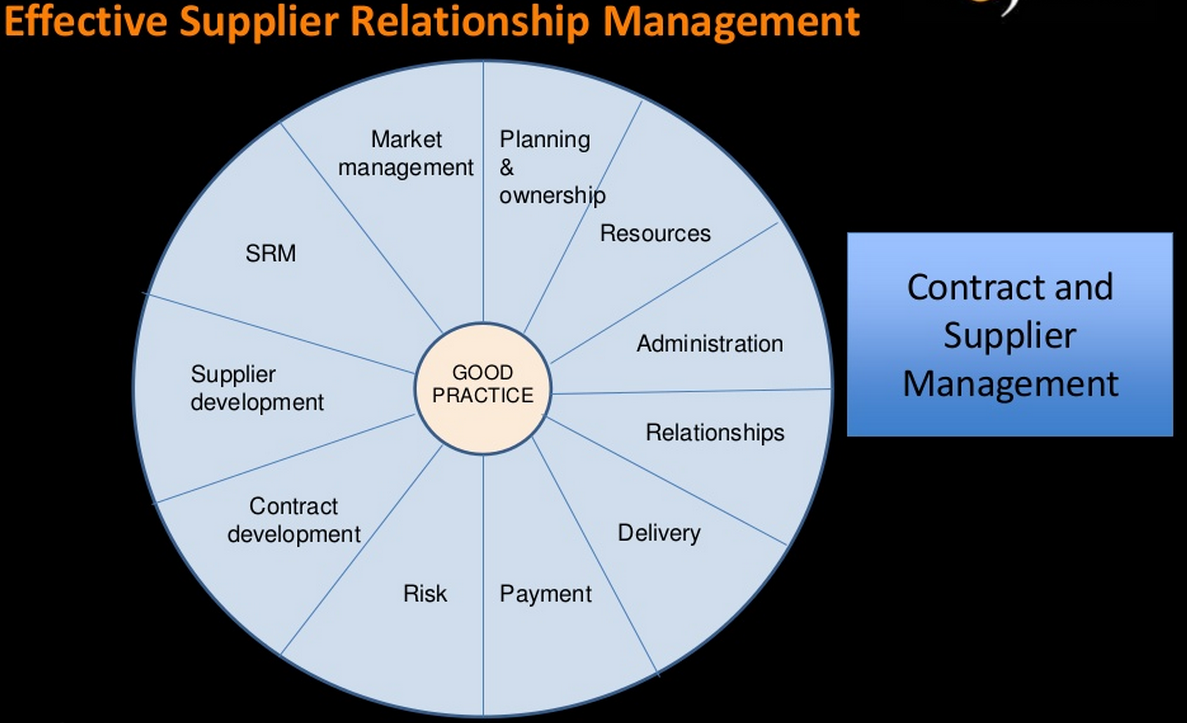 Effective Supplier Relationship Management
Market
management
Planning
&
ownership
Resources
SRM
Administration
Contract and
Supplier
Management
GOOD
PRACTICE
Supplier
development
Relationships
Contract
development
Delivery
Risk
Payment